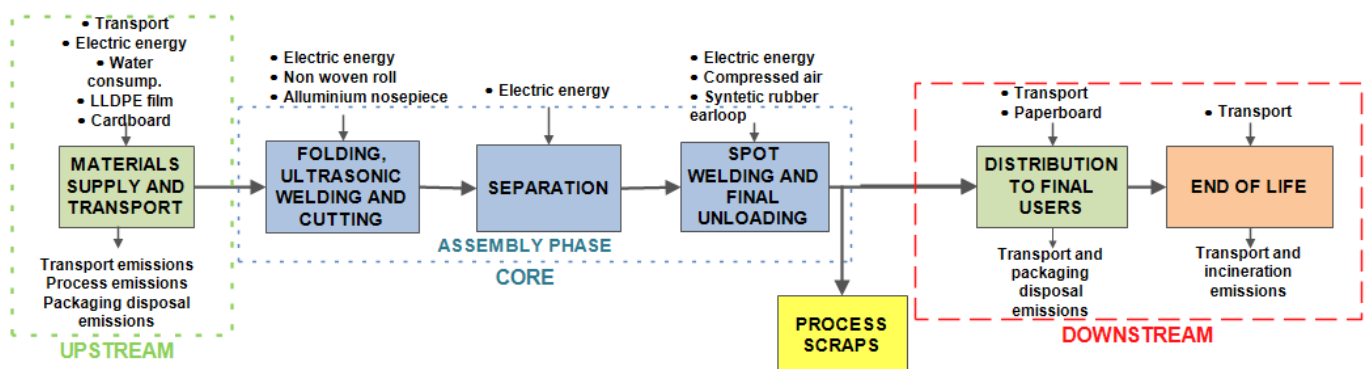 • Transport
• Electric energy
• Water
consump.
• LLDPE film
• Cardboard
MATERIALS
SUPPLY AND
TRANSPORT
Transport emissions
Process emissions
Packaging disposal
emissions
UPSTREAM
• Electric energy
• Non woven roll
• Alluminium nosepiece
FOLDING,
ULTRASONIC
WELDING AND
CUTTING
• Electric energy
SEPARATION
• Electric energy
• Compressed air
• Syntetic rubber
earloop
SPOT
WELDING AND
FINAL
UNLOADING
ASSEMBLY PHASE
CORE
PROCESS
SCRAPS
• Transport
• Paperboard
DISTRIBUTION
TO FINAL
USERS
Transport and
packaging
disposal
emissions
• Transport
END OF LIFE
Transport and
incineration
emissions
DOWNSTREAM